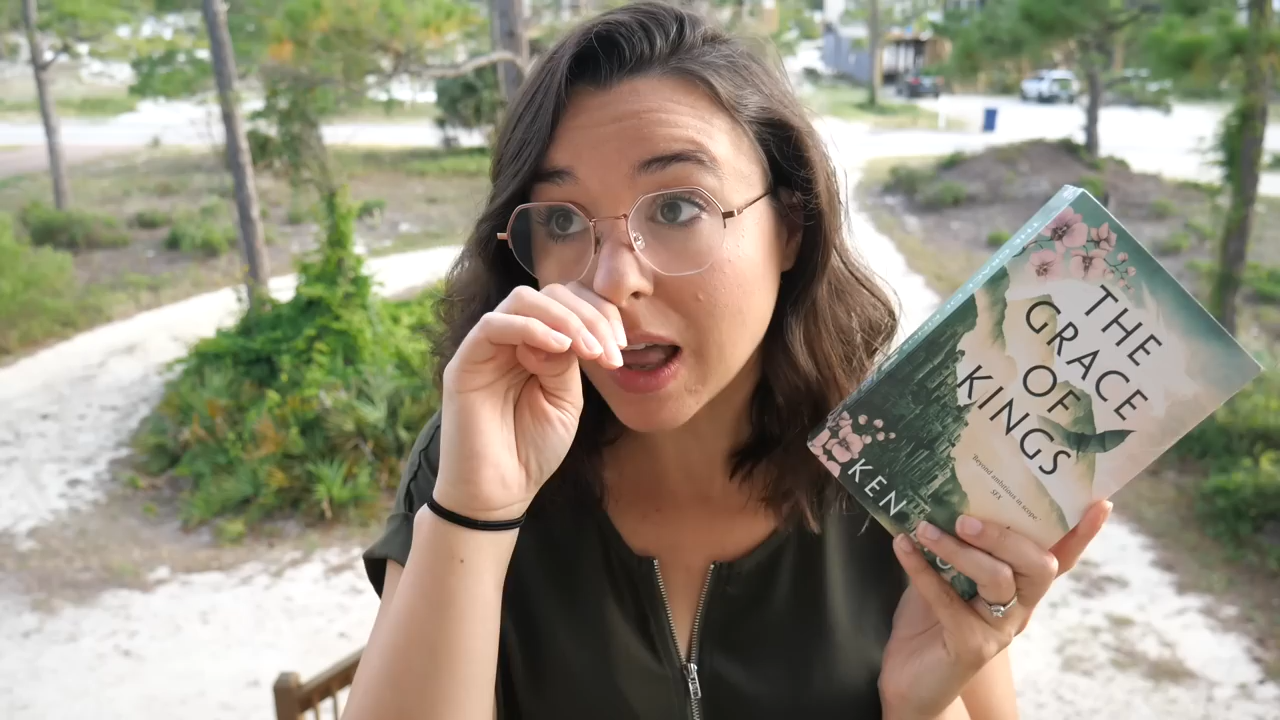 THE
GRACE
OF
KINGS
'Beyond ambitious in scope.'
SFX
KEN